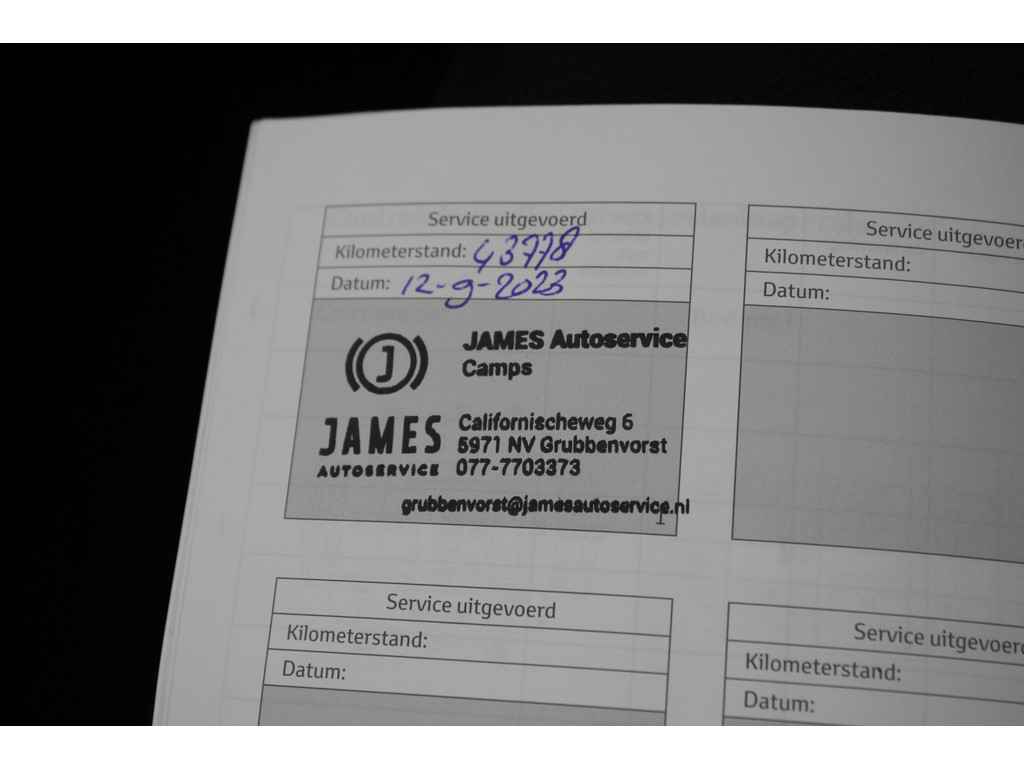 Service uitgevoerd
Kilometerstand: 43778
Datum: 12-9-2023
J
JAMES
AUTOSERVICE
JAMES Autoservice
Camps
Californischeweg 6
5971 NV Grubbenvorst
077-7703373
grubbenvorst@jamesautoservice.nl
Service uitgevoerd
Kilometerstand:
Datum:
Service uitgevoerd
Kilometerstand:
Datum:
Service uitgevoerd
Kilometerstand:
Datum: